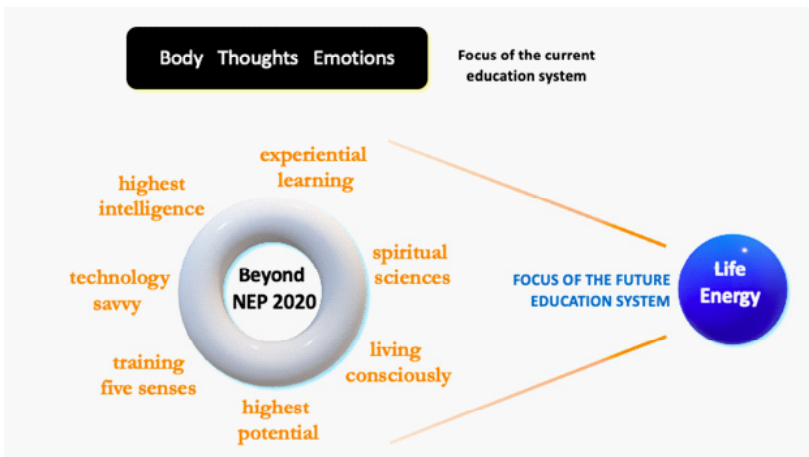 Body Thoughts Emotions
Focus of the current
education system
experiential
learning
highest
intelligence
spiritual
sciences
technology
savvy
Beyond
NEP 2020
living
consciously
training
five senses
highest
potential
FOCUS OF THE FUTURE
EDUCATION SYSTEM
Life
Energy